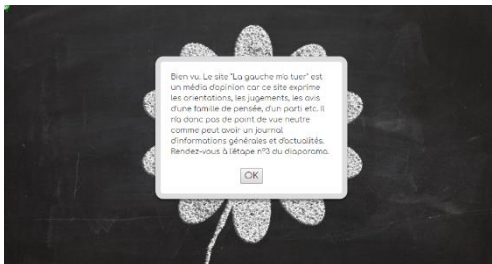 Bien vu. Le site "La gauche m'a tuer" est
un média d'opinion car ce site exprime
les orientations, les jugements, les avis
d'une famille de pensée, d'un parti etc. Il
n'a donc pas de point de vue neutre
comme peut avoir un journal
d'informations générales et d'actualités.
Rendez-vous à l'étape n°3 du diaporama.
OK